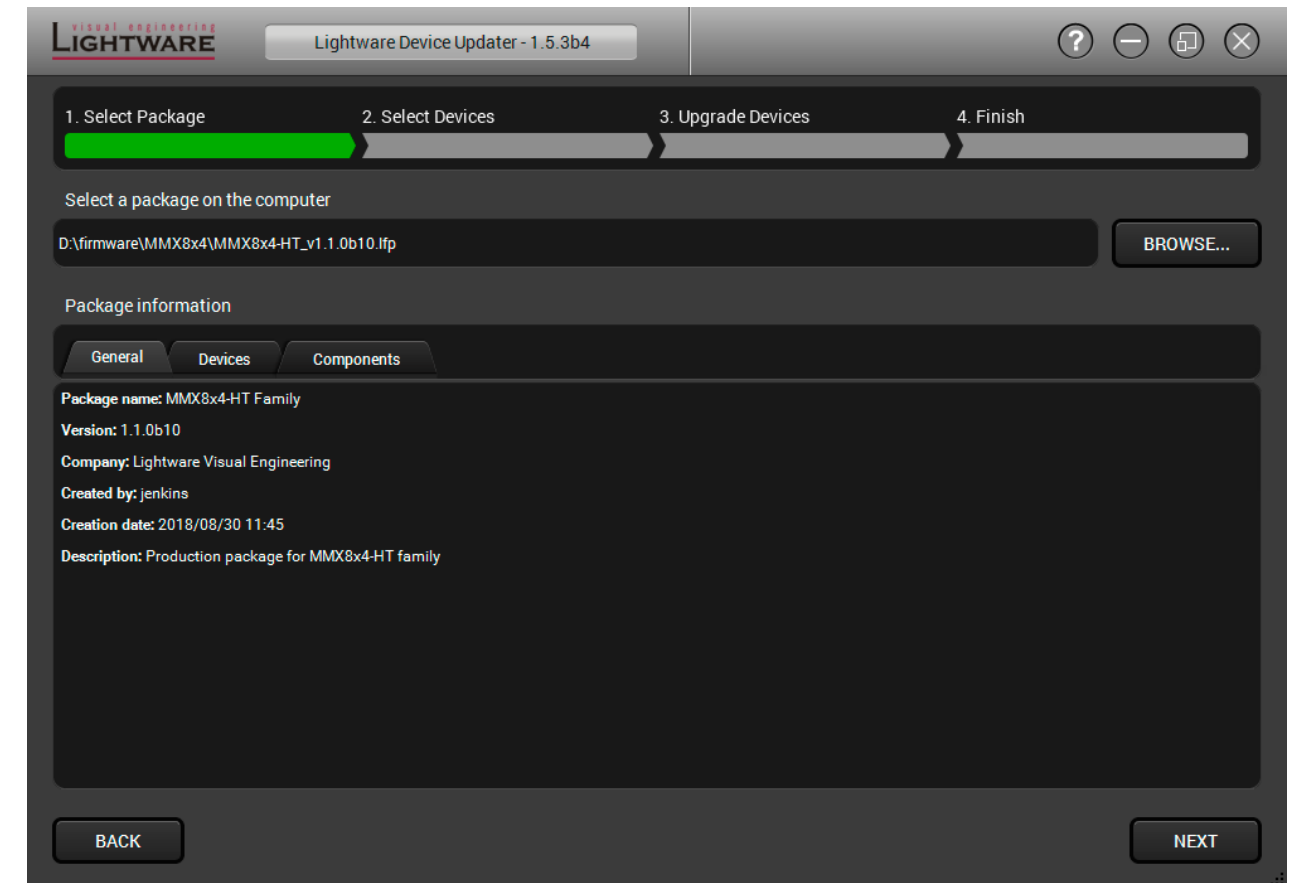 visual engineering
LIGHTWARE
Lightware Device Updater - 1.5.3b4
?
1. Select Package
2. Select Devices
3. Upgrade Devices
4. Finish
Select a package on the computer
D:\firmware\MMX8x4\MMX8x4-HT_v1.1.0b10.lfp
BROWSE...
Package information
General
Devices
Components
Package name: MMX8x4-HT Family
Version: 1.1.0b10
Company: Lightware Visual Engineering
Created by: jenkins
Creation date: 2018/08/30 11:45
Description: Production package for MMX8x4-HT family
BACK
NEXT